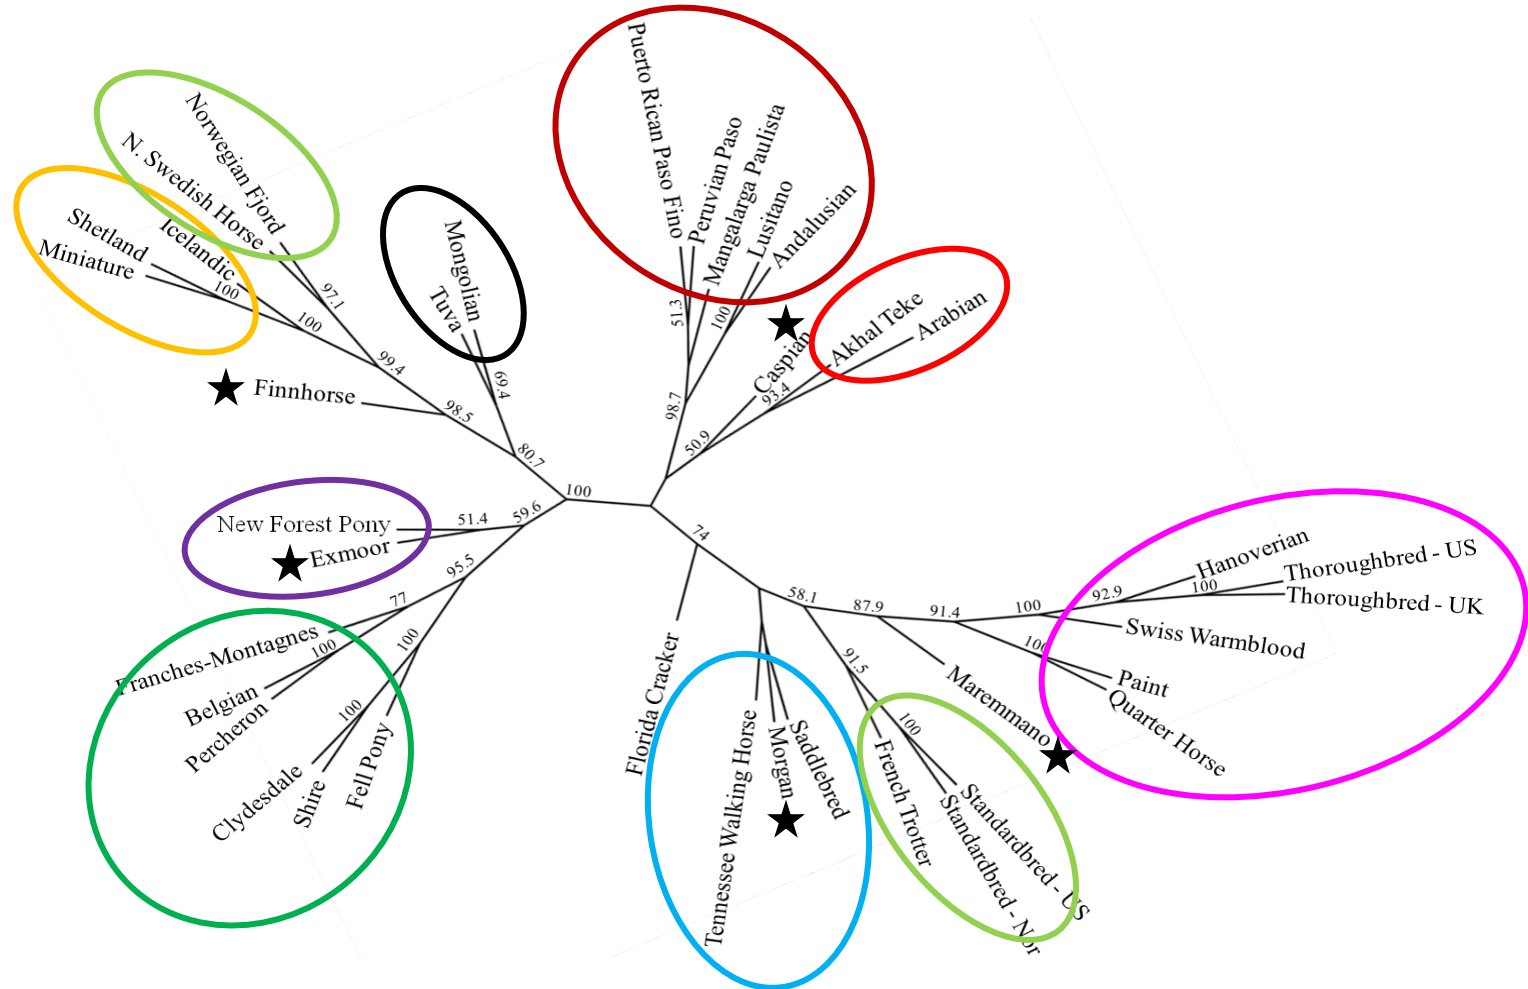 Puerto Rican Paso Fino
Peruvian Paso
Mangalarga Paulista
Lusitano
Andalusian
51.3
100
98.7
Caspian
Akhal Teke
Arabian
93.4
50.9
Norwegian Fjord
N. Swedish Horse
Icelandic
Shetland
Miniature
100
97.1
100
99.4
Finnhorse
98.5
Mongolian
Tuva
69.4
80.7
100
New Forest Pony
Exmoor
51.4
59.6
95.5
77
Franches-Montagnes
100
Belgian
Percheron
100
100
Clydesdale
Shire
Fell Pony
74
Florida Cracker
Tennessee Walking Horse
Morgan
Saddlebred
58.1
91.5
100
French Trotter
Standardbred - Nor
Standardbred - US
87.9
Maremmano
91.4
100
92.9
Hanoverian
100
Thoroughbred - US
Thoroughbred - UK
Swiss Warmblood
100
Paint
Quarter Horse